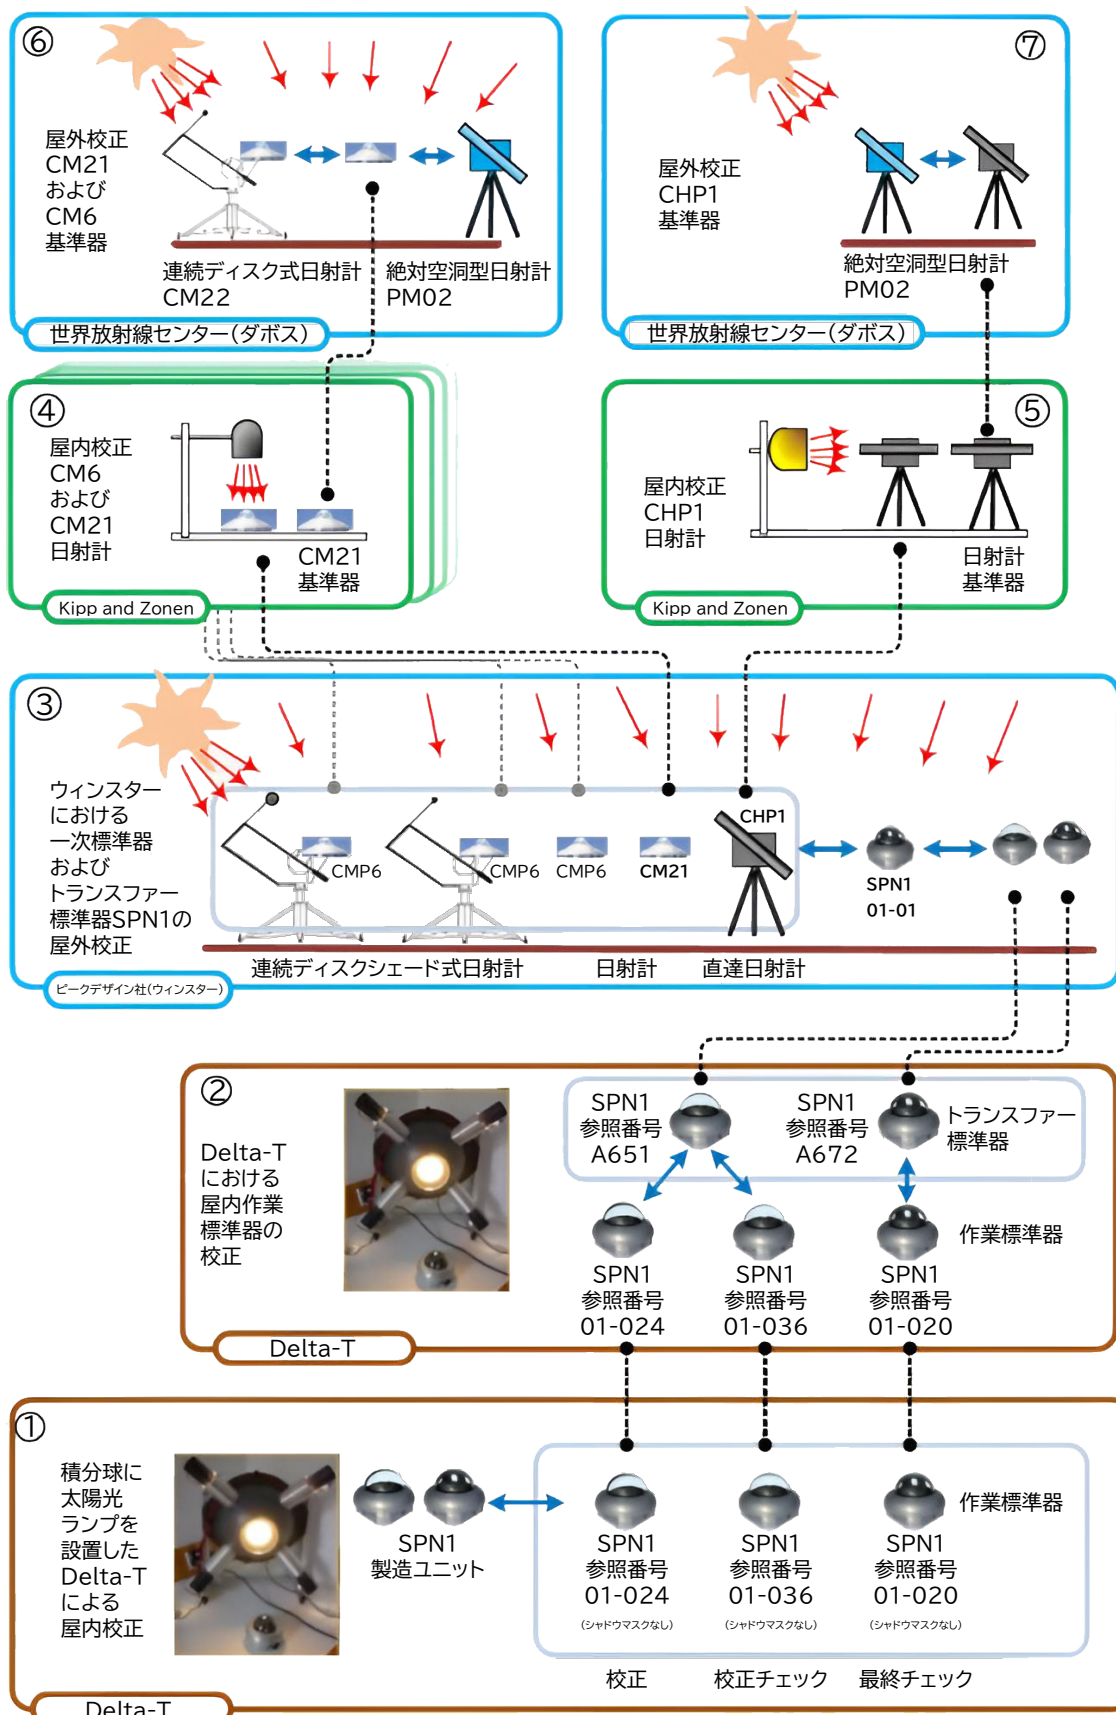 ⑥
屋外校正
CM21
および
CM6
基準器
連続ディスク式日射計
CM22
絶対空洞型日射計
PM02
世界放射線センター(ダボス)
⑦
屋外校正
CHP1
基準器
絶対空洞型日射計
PM02
世界放射線センター(ダボス)
④
屋内校正
CM6
および
CM21
日射計
CM21
基準器
Kipp and Zonen
⑤
屋内校正
CHP1
日射計
日射計
基準器
Kipp and Zonen
③
ウィンスター
における
一次標準器
および
トランスファー
標準器SPN1の
屋外校正
CMP6
CMP6
CMP6
CM21
CHP1
SPN1
01-01
連続ディスクシェード式日射計
日射計
直達日射計
ピークデザイン社(ウィンスター)
②
Delta-T
における
屋内作業
標準器の
校正
SPN1
参照番号
A651
SPN1
参照番号
A672
トランスファー
標準器
作業標準器
SPN1
参照番号
01-024
SPN1
参照番号
01-036
SPN1
参照番号
01-020
Delta-T
①
積分球に
太陽光
ランプを
設置した
Delta-T
による
屋内校正
SPN1
製造ユニット
作業標準器
SPN1
参照番号
01-024
(シャドウマスクなし)
SPN1
参照番号
01-036
(シャドウマスクなし)
SPN1
参照番号
01-020
(シャドウマスクなし)
校正
校正チェック
最終チェック
Delta-T